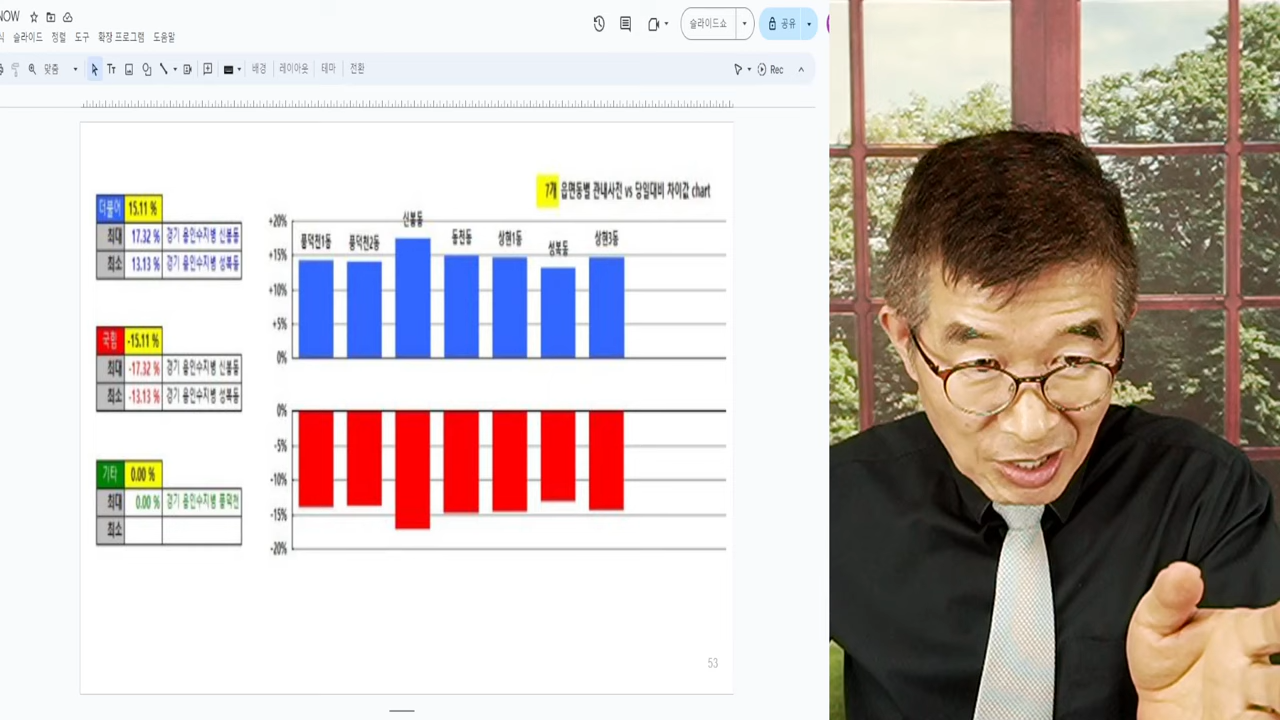 NOW
식 슬라이드 정렬 도구 확장 프로그램 도움말
슬라이드쇼 공유
맞춤 Tт 배경 레이아웃 테마 전환 Rec
7개 읍면동별 관내사전 vs 당일대비 차이값 chart
더불어 15.11 %
최대 17.32 % 경기 용인수지병 신봉동
최소 13.13 % 경기 용인수지병 성복동
국힘 -15.11 %
최대 -17.32 % 경기 용인수지병 신봉동
최소 -13.13 % 경기 용인수지병 성복동
기타 0.00 %
최대 0.00 % 경기 용인수지병 풍덕천
최소
+20%
+15%
+10%
+5%
0%
풍덕천1동 풍덕천2동 신봉동 동천동 상현1동 성복동 상현3동
0%
-5%
-10%
-15%
-20%
53